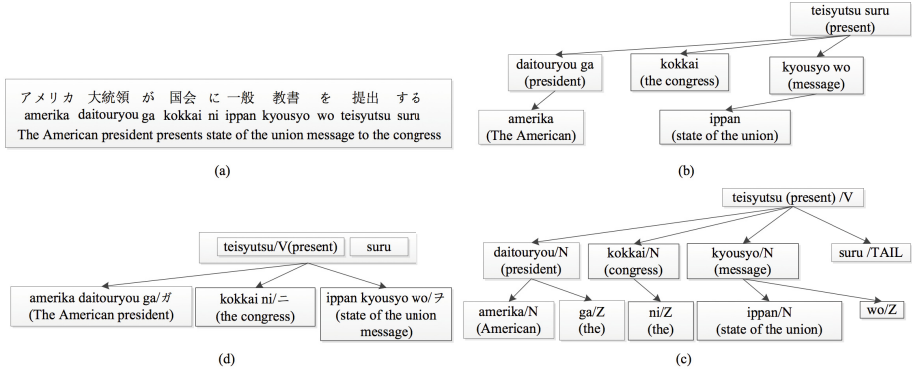 アメリカ 大統領 が 国会 に 一般 教書 を 提出 する
amerika daitouryou ga kokkai ni ippan kyousyo wo teisyutsu suru
The American president presents state of the union message to the congress
(a)
teisyutsu suru
(present)
daitouryou ga
(president)
kokkai
(the congress)
kyousyo wo
(message)
amerika
(The American)
ippan
(state of the union)
(b)
teisyutsu/V(present)
suru
amerika daitouryou ga/ガ
(The American president)
kokkai ni/ニ
(the congress)
ippan kyousyo wo/ヲ
(state of the union
message)
(d)
teisyutsu (present) /V
daitouryou/N
(president)
kokkai/N
(congress)
kyousyo/N
(message)
suru /TAIL
amerika/N
(American)
ga/Z
(the)
ni/Z
(the)
ippan/N
(state of the union)
wo/Z
(c)